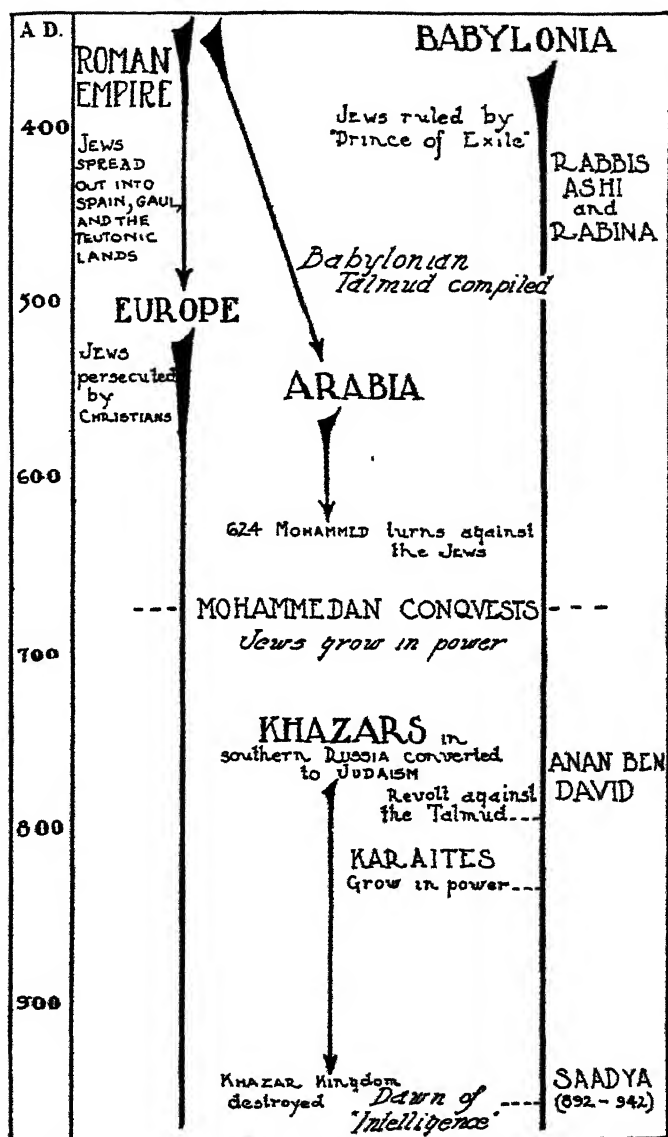 A.D.
ROMAN
EMPIRE
BABYLONIA
400
JEWS
SPREAD
OUT INTO
SPAIN, GAUL,
AND THE
TEUTONIC
LANDS
JEWS ruled by
"Prince of Exile"
RABBIS
ASHI
and
RABINA
Babylonian
Talmud compiled
500
EUROPE
JEWS
persecuted
by
CHRISTIANS
ARABIA
600
624 MOHAMMED turns against
the JEWS
MOHAMMEDAN CONQVESTS
Jews grow in power
700
KHAZARS in
southern RUSSIA converted
to JUDAISM
ANAN BEN
DAVID
Revolt against
the Talmud
800
KARAITES
Grow in power
900
KHAZAR Kingdom
destroyed
Dawn of
"Intelligence"
SAADYA
(892-942)